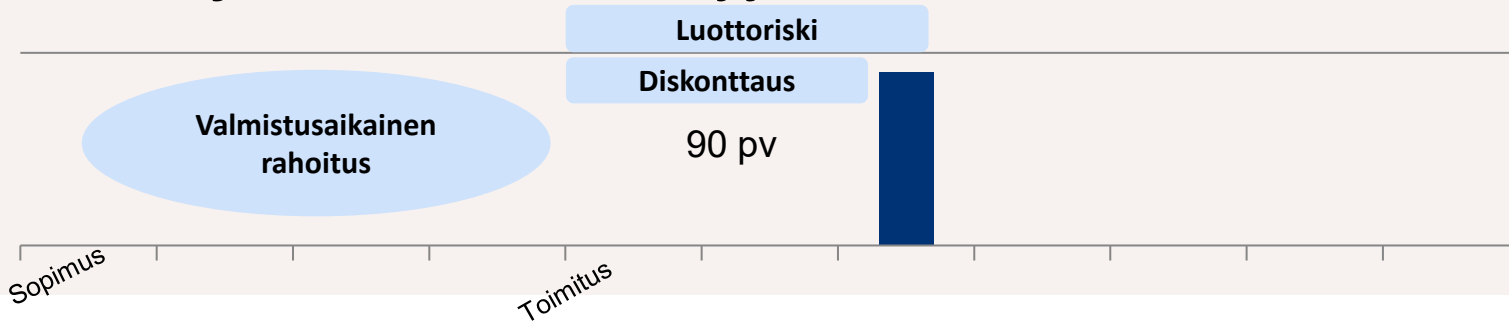 Luottoriski
Diskonttaus
Valmistusaikainen
rahoitus
90 pv
Sopimus
Toimitus